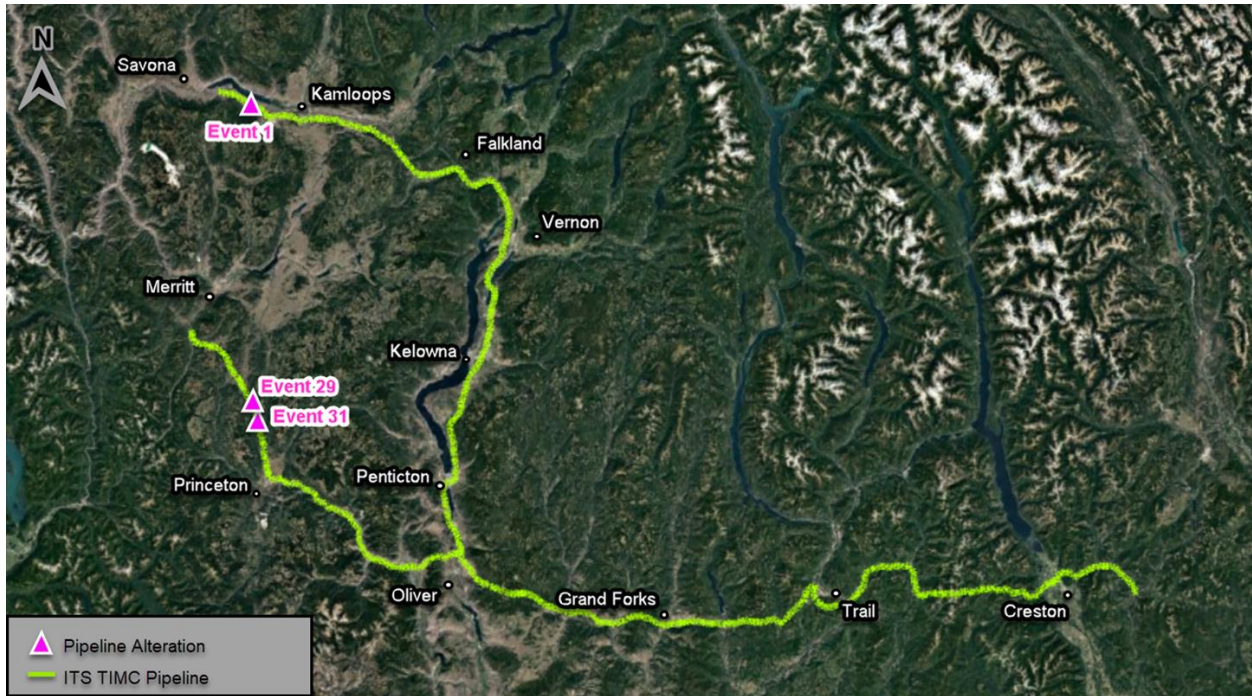 N
Savona
Kamloops
Event 1
Falkland
Vernon
Merritt
Kelowna
Event 29
Event 31
Penticton
Princeton
Oliver
Grand Forks
Trail
Creston
Pipeline Alteration
ITS TIMC Pipeline